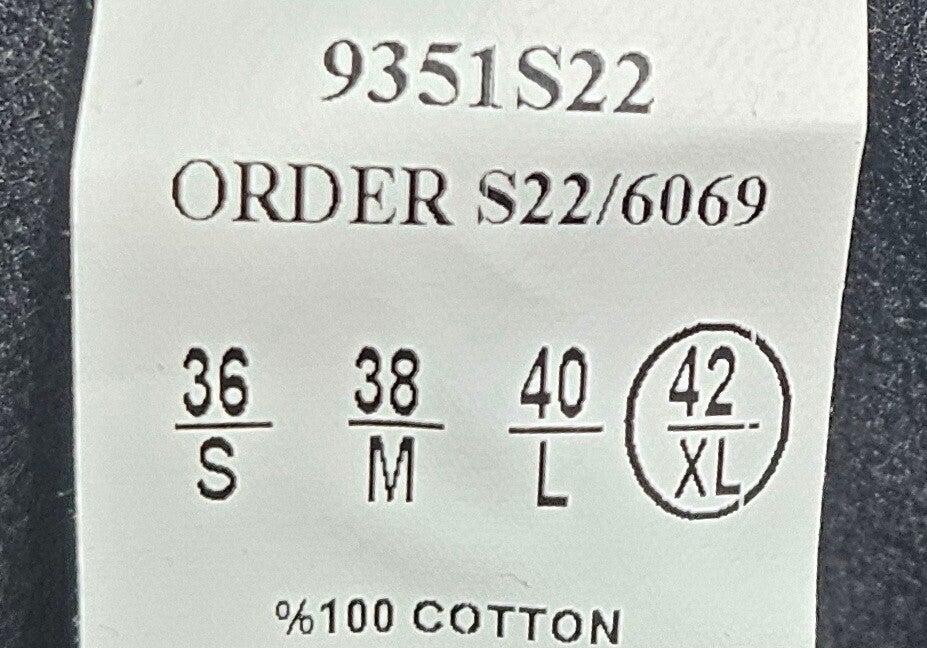 9351S22
ORDER S22/6069
36 38 40 42
S M L XL
%100 COTTON